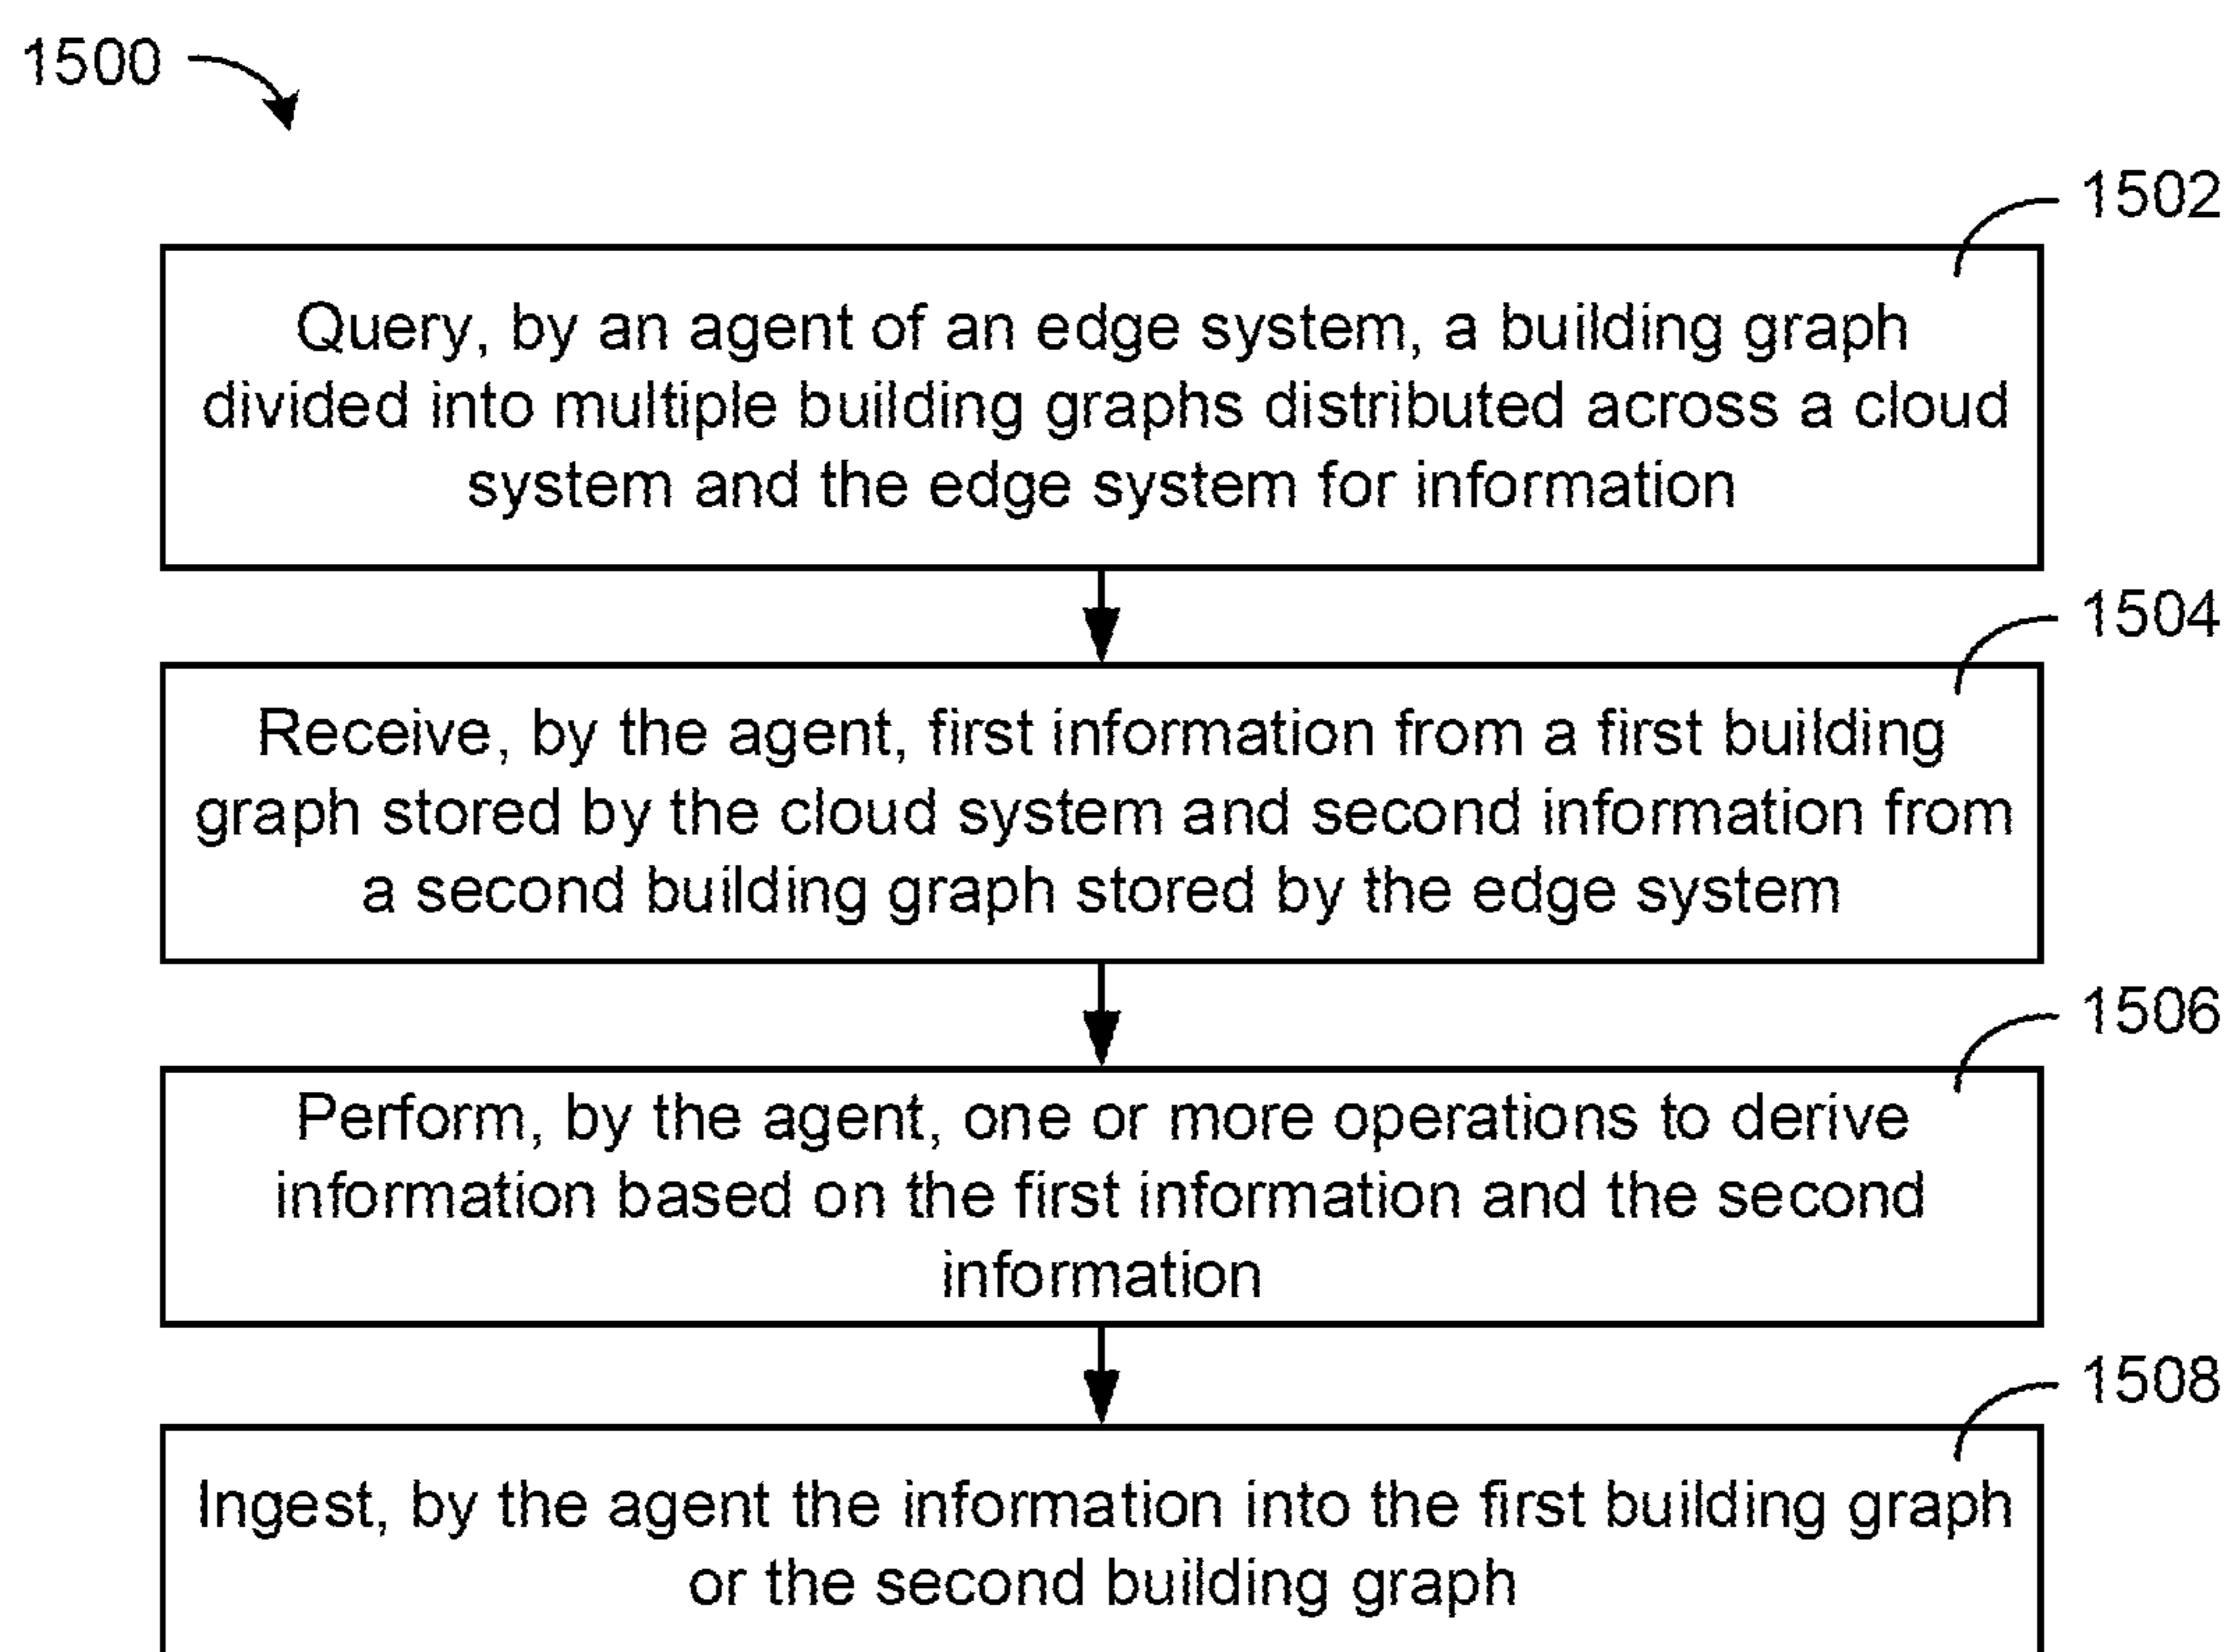 1500
1502
Query, by an agent of an edge system, a building graph
divided into multiple building graphs distributed across a cloud
system and the edge system for information
1504
Receive, by the agent, first information from a first building
graph stored by the cloud system and second information from
a second building graph stored by the edge system
1506
Perform, by the agent, one or more operations to derive
information based on the first information and the second
information
1508
Ingest, by the agent the information into the first building graph
or the second building graph